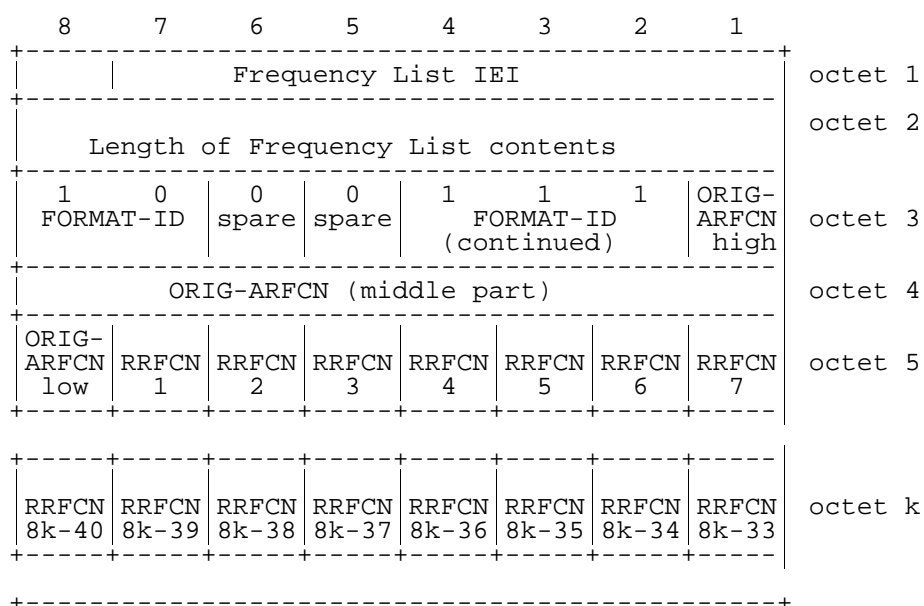 8 7 6 5 4 3 2 1
Frequency List IEI octet 1
octet 2
Length of Frequency List contents
1 0 0 0 1 1 1 ORIG-
FORMAT-ID spare spare FORMAT-ID ARFCN octet 3
(continued) high
ORIG-ARFCN (middle part) octet 4
ORIG-
ARFCN RRFCN RRFCN RRFCN RRFCN RRFCN RRFCN RRFCN octet 5
low 1 2 3 4 5 6 7
RRFCN RRFCN RRFCN RRFCN RRFCN RRFCN RRFCN RRFCN octet k
8k-40 8k-39 8k-38 8k-37 8k-36 8k-35 8k-34 8k-33